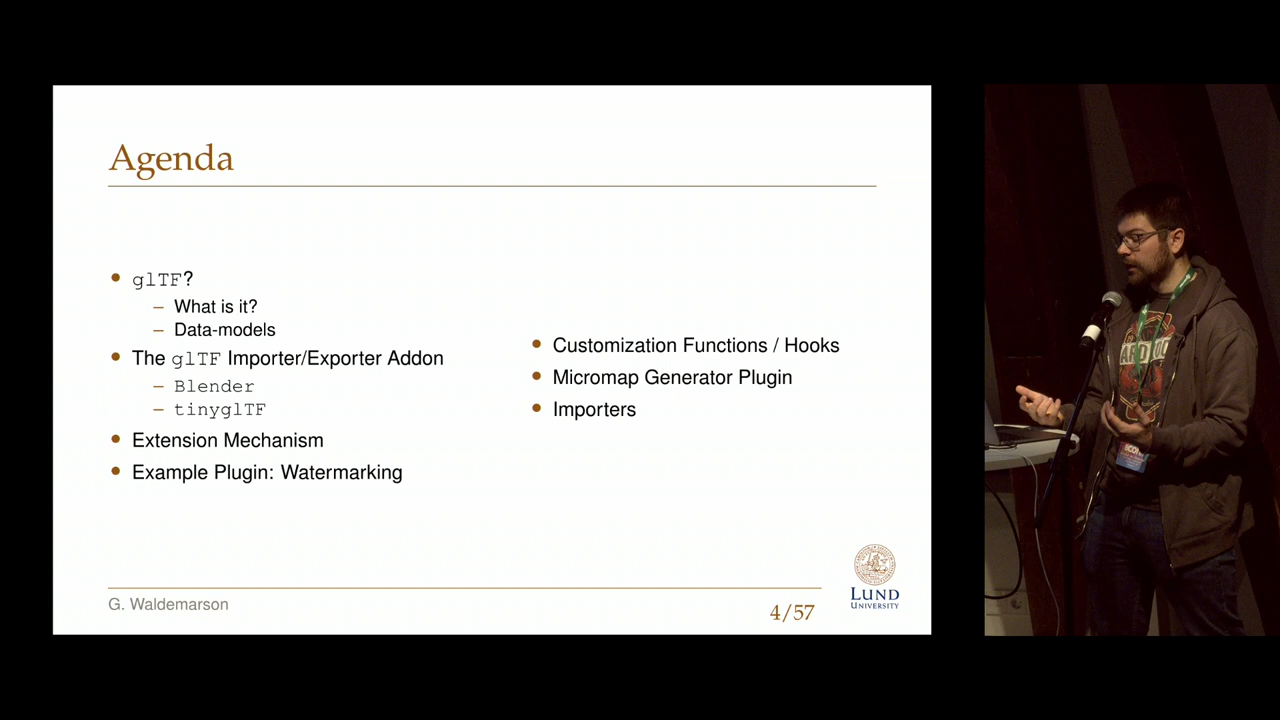 Agenda
• glTF?
– What is it?
– Data-models
• The glTF Importer/Exporter Addon
– Blender
– tinyglTF
• Extension Mechanism
• Example Plugin: Watermarking
• Customization Functions / Hooks
• Micromap Generator Plugin
• Importers
G. Waldemarson
4/57
LUND
UNIVERSITY